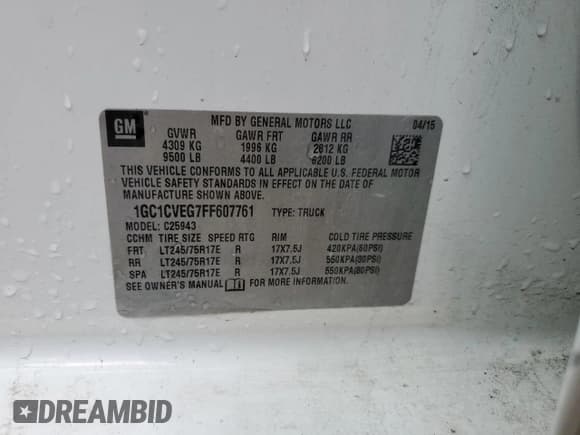 GM
MFD BY GENERAL MOTORS LLC 04/15
GVWR GAWR FRT GAWR RR
4309 KG 1996 KG 2812 KG
9500 LB 4400 LB 6200 LB
THIS VEHICLE CONFORMS TO ALL APPLICABLE U.S. FEDERAL MOTOR
VEHICLE SAFETY STANDARDS IN EFFECT ON THE DATE OF
MANUFACTURE SHOWN ABOVE.
1GC1CVEG7FF607761 TYPE: TRUCK
MODEL: C25943
CCHM TIRE SIZE SPEED RTG RIM COLD TIRE PRESSURE
FRT LT245/75R17E R 17X7.5J 420KPA(60PSI)
RR LT245/75R17E R 17X7.5J 550KPA(80PSI)
SPA LT245/75R17E R 17X7.5J 550KPA(80PSI)
SEE OWNER'S MANUAL FOR MORE INFORMATION.
DREAMBID